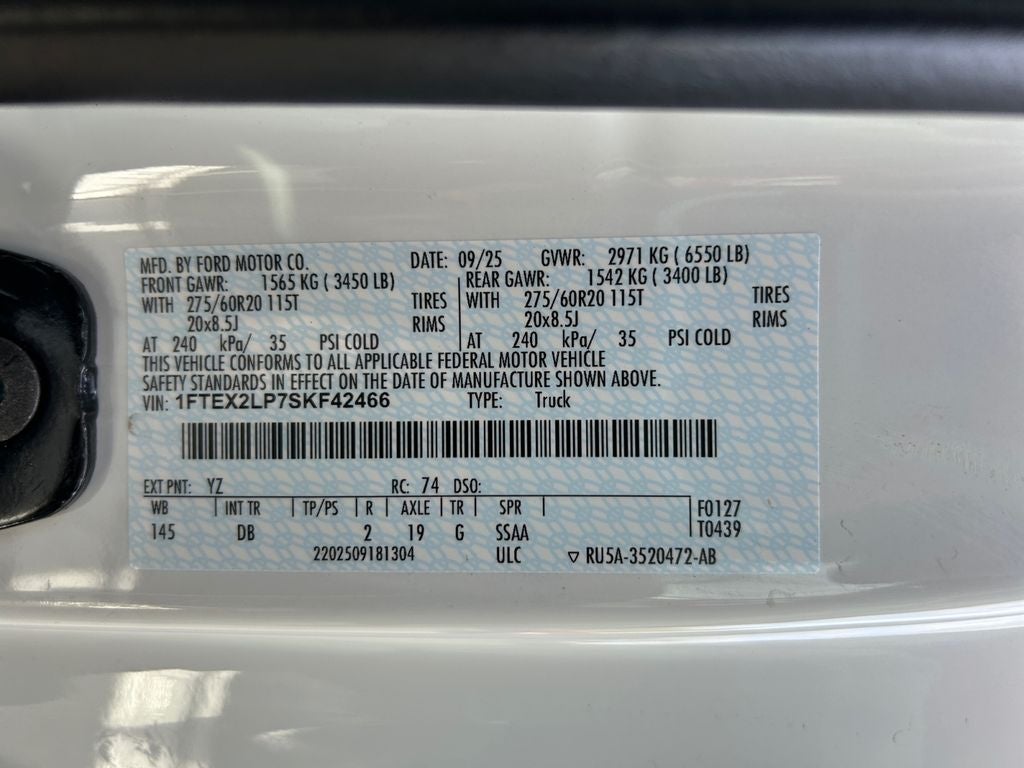 MFD. BY FORD MOTOR CO. DATE: 09/25 GVWR: 2971 KG ( 6550 LB)
FRONT GAWR: 1565 KG ( 3450 LB) REAR GAWR: 1542 KG ( 3400 LB)
WITH 275/60R20 115T TIRES WITH 275/60R20 115T TIRES
20x8.5J RIMS 20x8.5J RIMS
AT 240 kPa/ 35 PSI COLD AT 240 kPa/ 35 PSI COLD
THIS VEHICLE CONFORMS TO ALL APPLICABLE FEDERAL MOTOR VEHICLE
SAFETY STANDARDS IN EFFECT ON THE DATE OF MANUFACTURE SHOWN ABOVE.
VIN: 1FTEX2LP7SKF42466 TYPE: Truck
EXT PNT: YZ RC: 74 DSO:
WB INT TR TP/PS R AXLE TR SPR F0127
145 DB 2 19 G SSAA T0439
2202509181304 ULC ▽ RU5A-3520472-AB